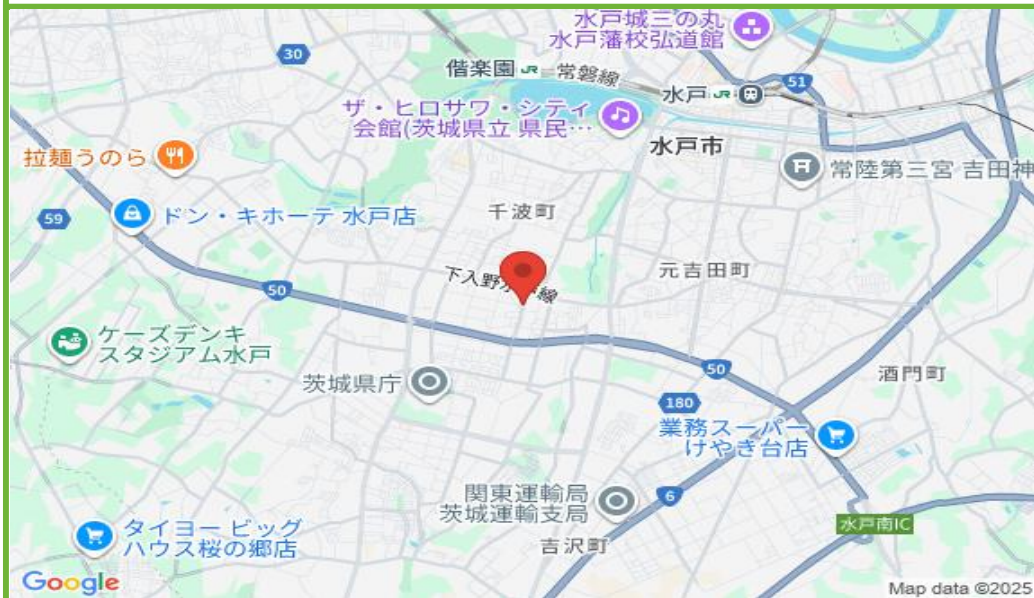 水戸城三の丸
水戸藩校弘道館
30
偕楽園 JR 常磐線
51
水戸 JR
ザ・ヒロサワ・シティ
会館(茨城県立 県民…
水戸市
拉麺うのら
常陸第三宮 吉田神
59
ドン・キホーテ 水戸店
千波町
下入野水
線
元吉田町
50
ケーズデンキ
スタジアム水戸
50
酒門町
茨城県庁
180
業務スーパー
けやき台店
関東運輸局
茨城運輸支局
6
水戸南IC
タイヨー ビッグ
ハウス桜の郷店
吉沢町
Google
Map data ©2025